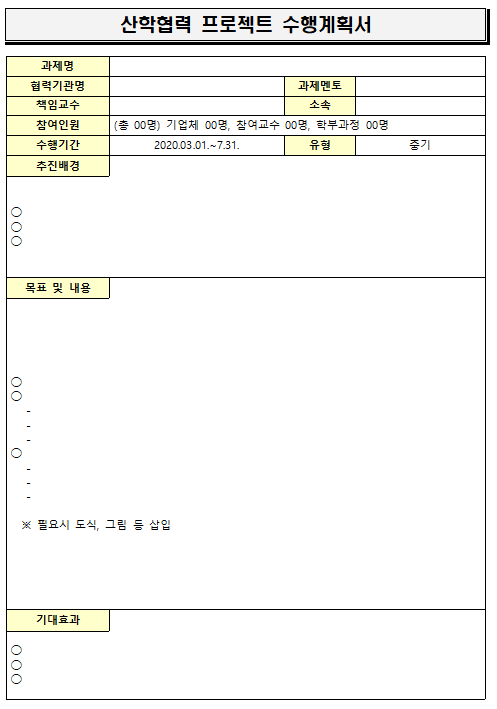 산학협력 프로젝트 수행계획서
과제명
협력기관명 과제멘토
책임교수 소속
참여인원 (총 00명) 기업체 00명, 참여교수 00명, 학부과정 00명
수행기간 2020.03.01.~7.31. 유형 중기
추진배경
○
○
○
목표 및 내용
○
○
-
-
-
○
-
-
-
※ 필요시 도식, 그림 등 삽입
기대효과
○
○
○